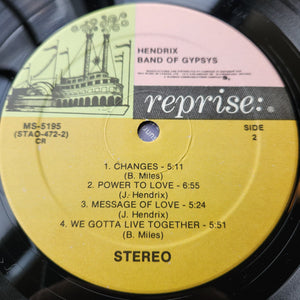 HENDRIX
BAND OF GYPSYS
reprise:
MS-5195
(STAO-472-2)
CR
SIDE
2
1. CHANGES - 5:11
(B. Miles)
2. POWER TO LOVE - 6:55
(J. Hendrix)
3. MESSAGE OF LOVE - 5:24
(J. Hendrix)
4. WE GOTTA LIVE TOGETHER - 5:51
(B. Miles)
STEREO